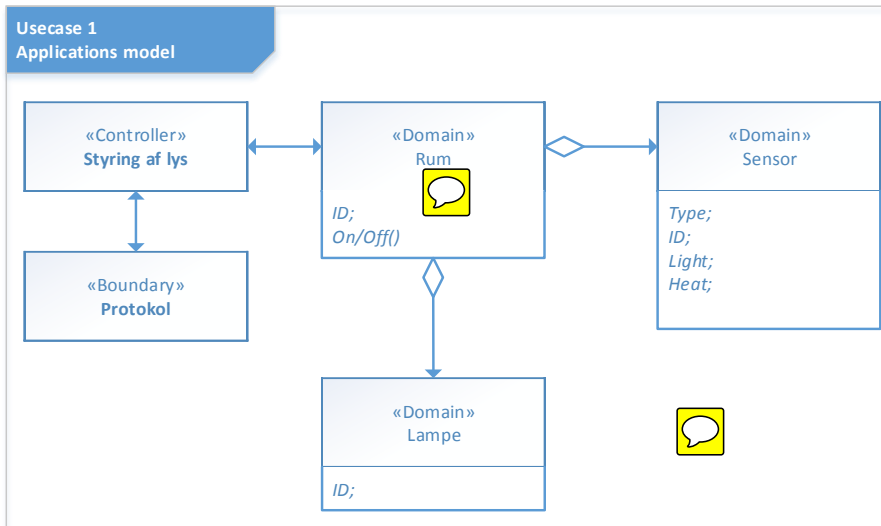 Usecase 1
Applications model
«Controller»
Styring af lys
«Domain»
Rum
ID;
On/Off()
«Domain»
Sensor
Type;
ID;
Light;
Heat;
«Boundary»
Protokol
«Domain»
Lampe
ID;